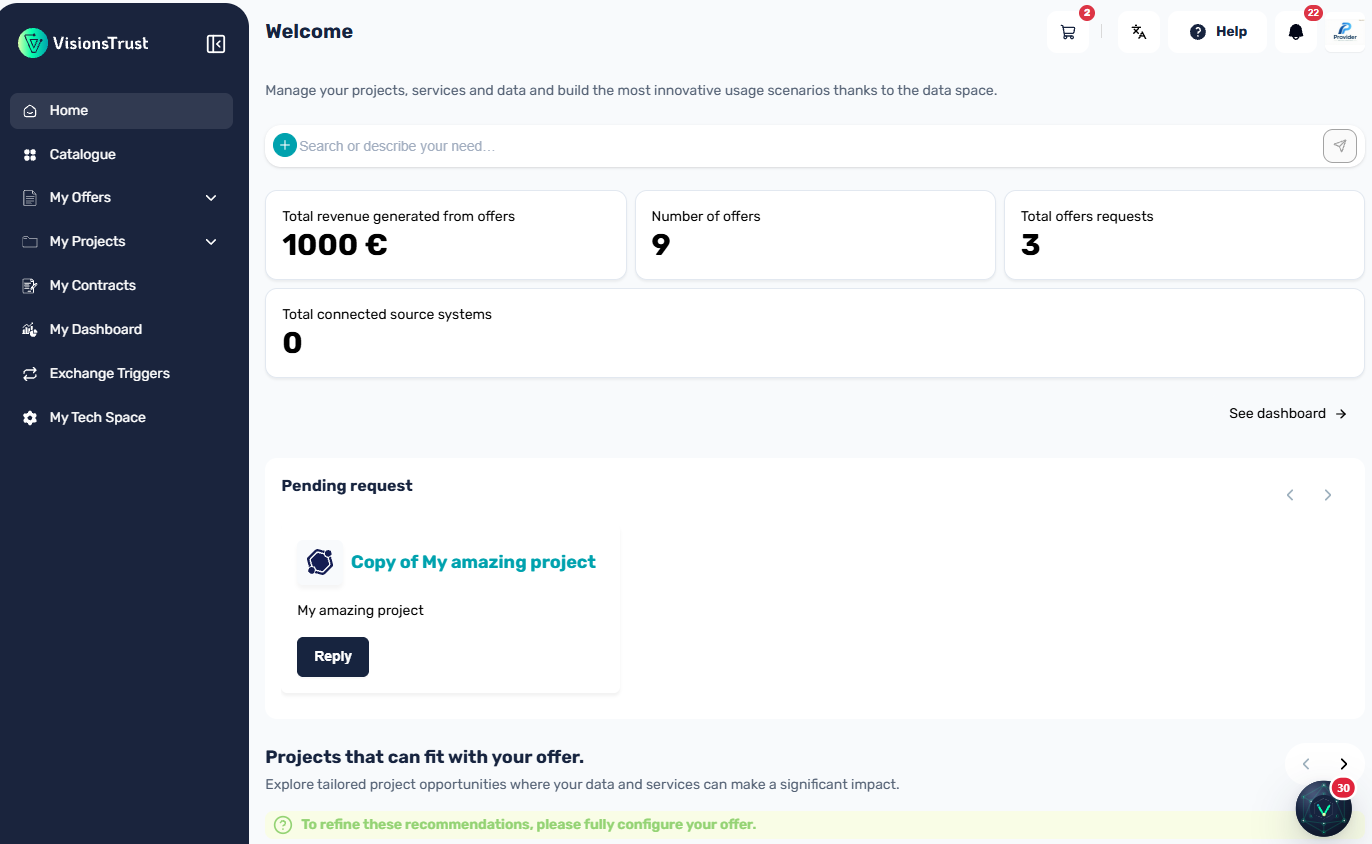 VisionsTrust
Home
Catalogue
My Offers
My Projects
My Contracts
My Dashboard
Exchange Triggers
My Tech Space
Welcome
2
Help
22
Provider
Manage your projects, services and data and build the most innovative usage scenarios thanks to the data space.
Search or describe your need...
Total revenue generated from offers
1000 €
Number of offers
9
Total offers requests
3
Total connected source systems
0
See dashboard
Pending request
Copy of My amazing project
My amazing project
Reply
Projects that can fit with your offer.
Explore tailored project opportunities where your data and services can make a significant impact.
30
To refine these recommendations, please fully configure your offer.